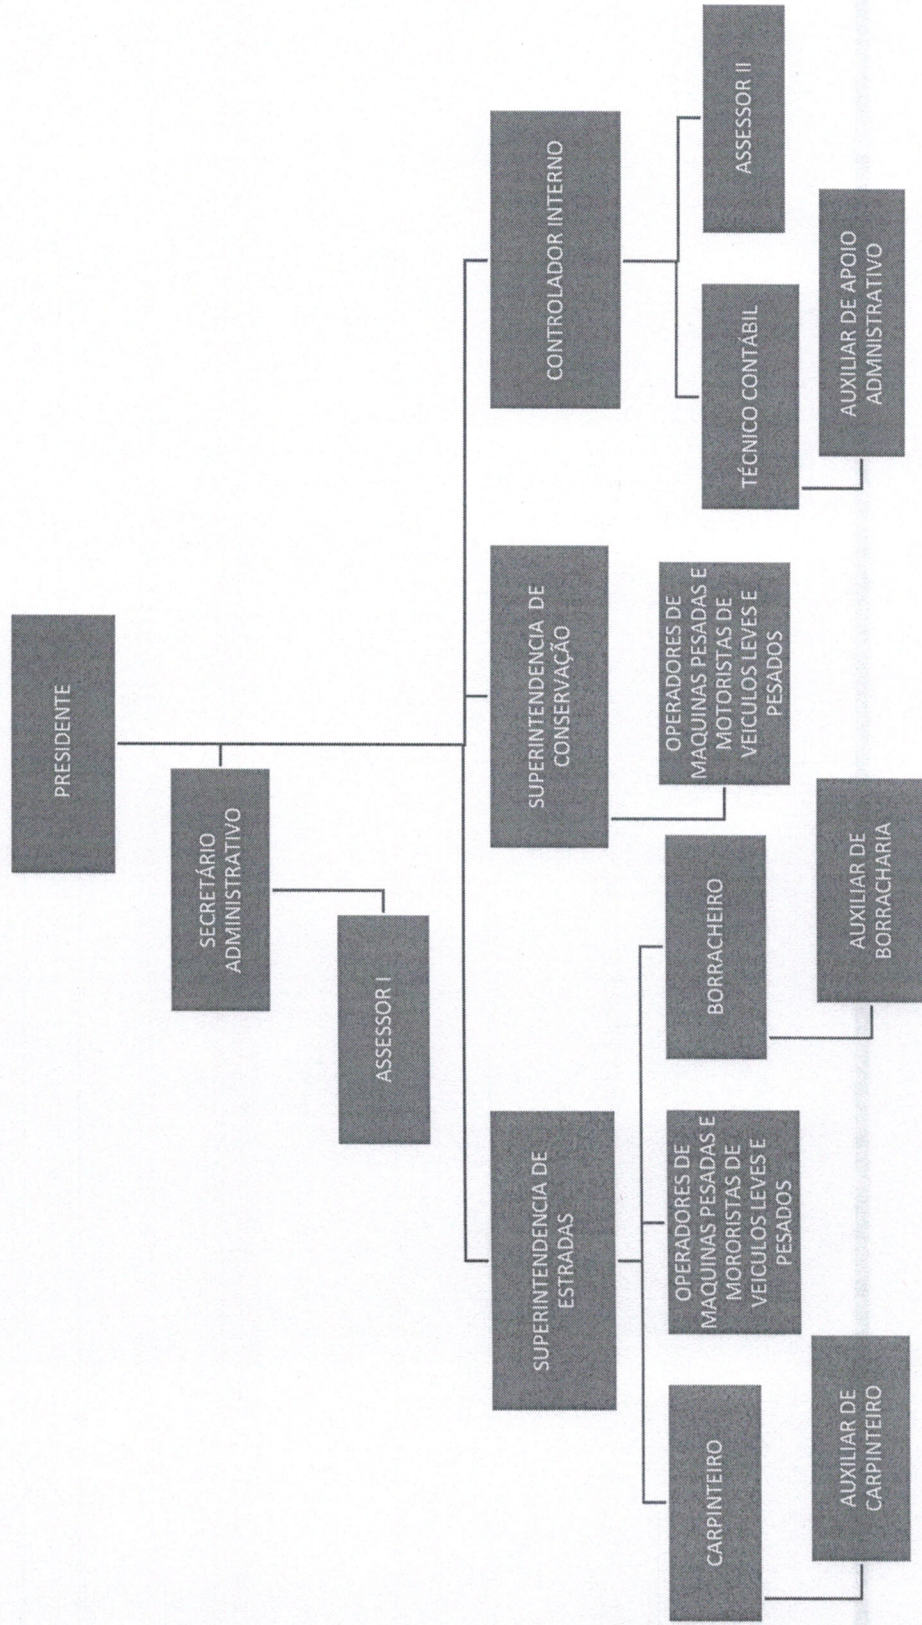 PRESIDENTE
SECRETÁRIO
ADMINISTRATIVO
ASSESSOR I
SUPERINTENDENCIA DE
ESTRADAS
SUPERINTENDENCIA DE
CONSERVAÇÃO
CONTROLADOR INTERNO
CARPINTEIRO
OPERADORES DE
MAQUINAS PESADAS E
MORORISTAS DE
VEICULOS LEVES E
PESADOS
BORRACHEIRO
OPERADORES DE
MAQUINAS PESADAS E
MOTORISTAS DE
VEICULOS LEVES E
PESADOS
TÉCNICO CONTÁBIL
ASSESSOR II
AUXILIAR DE
CARPINTEIRO
AUXILIAR DE
BORRACHARIA
AUXILIAR DE APOIO
ADMNISTRATIVO